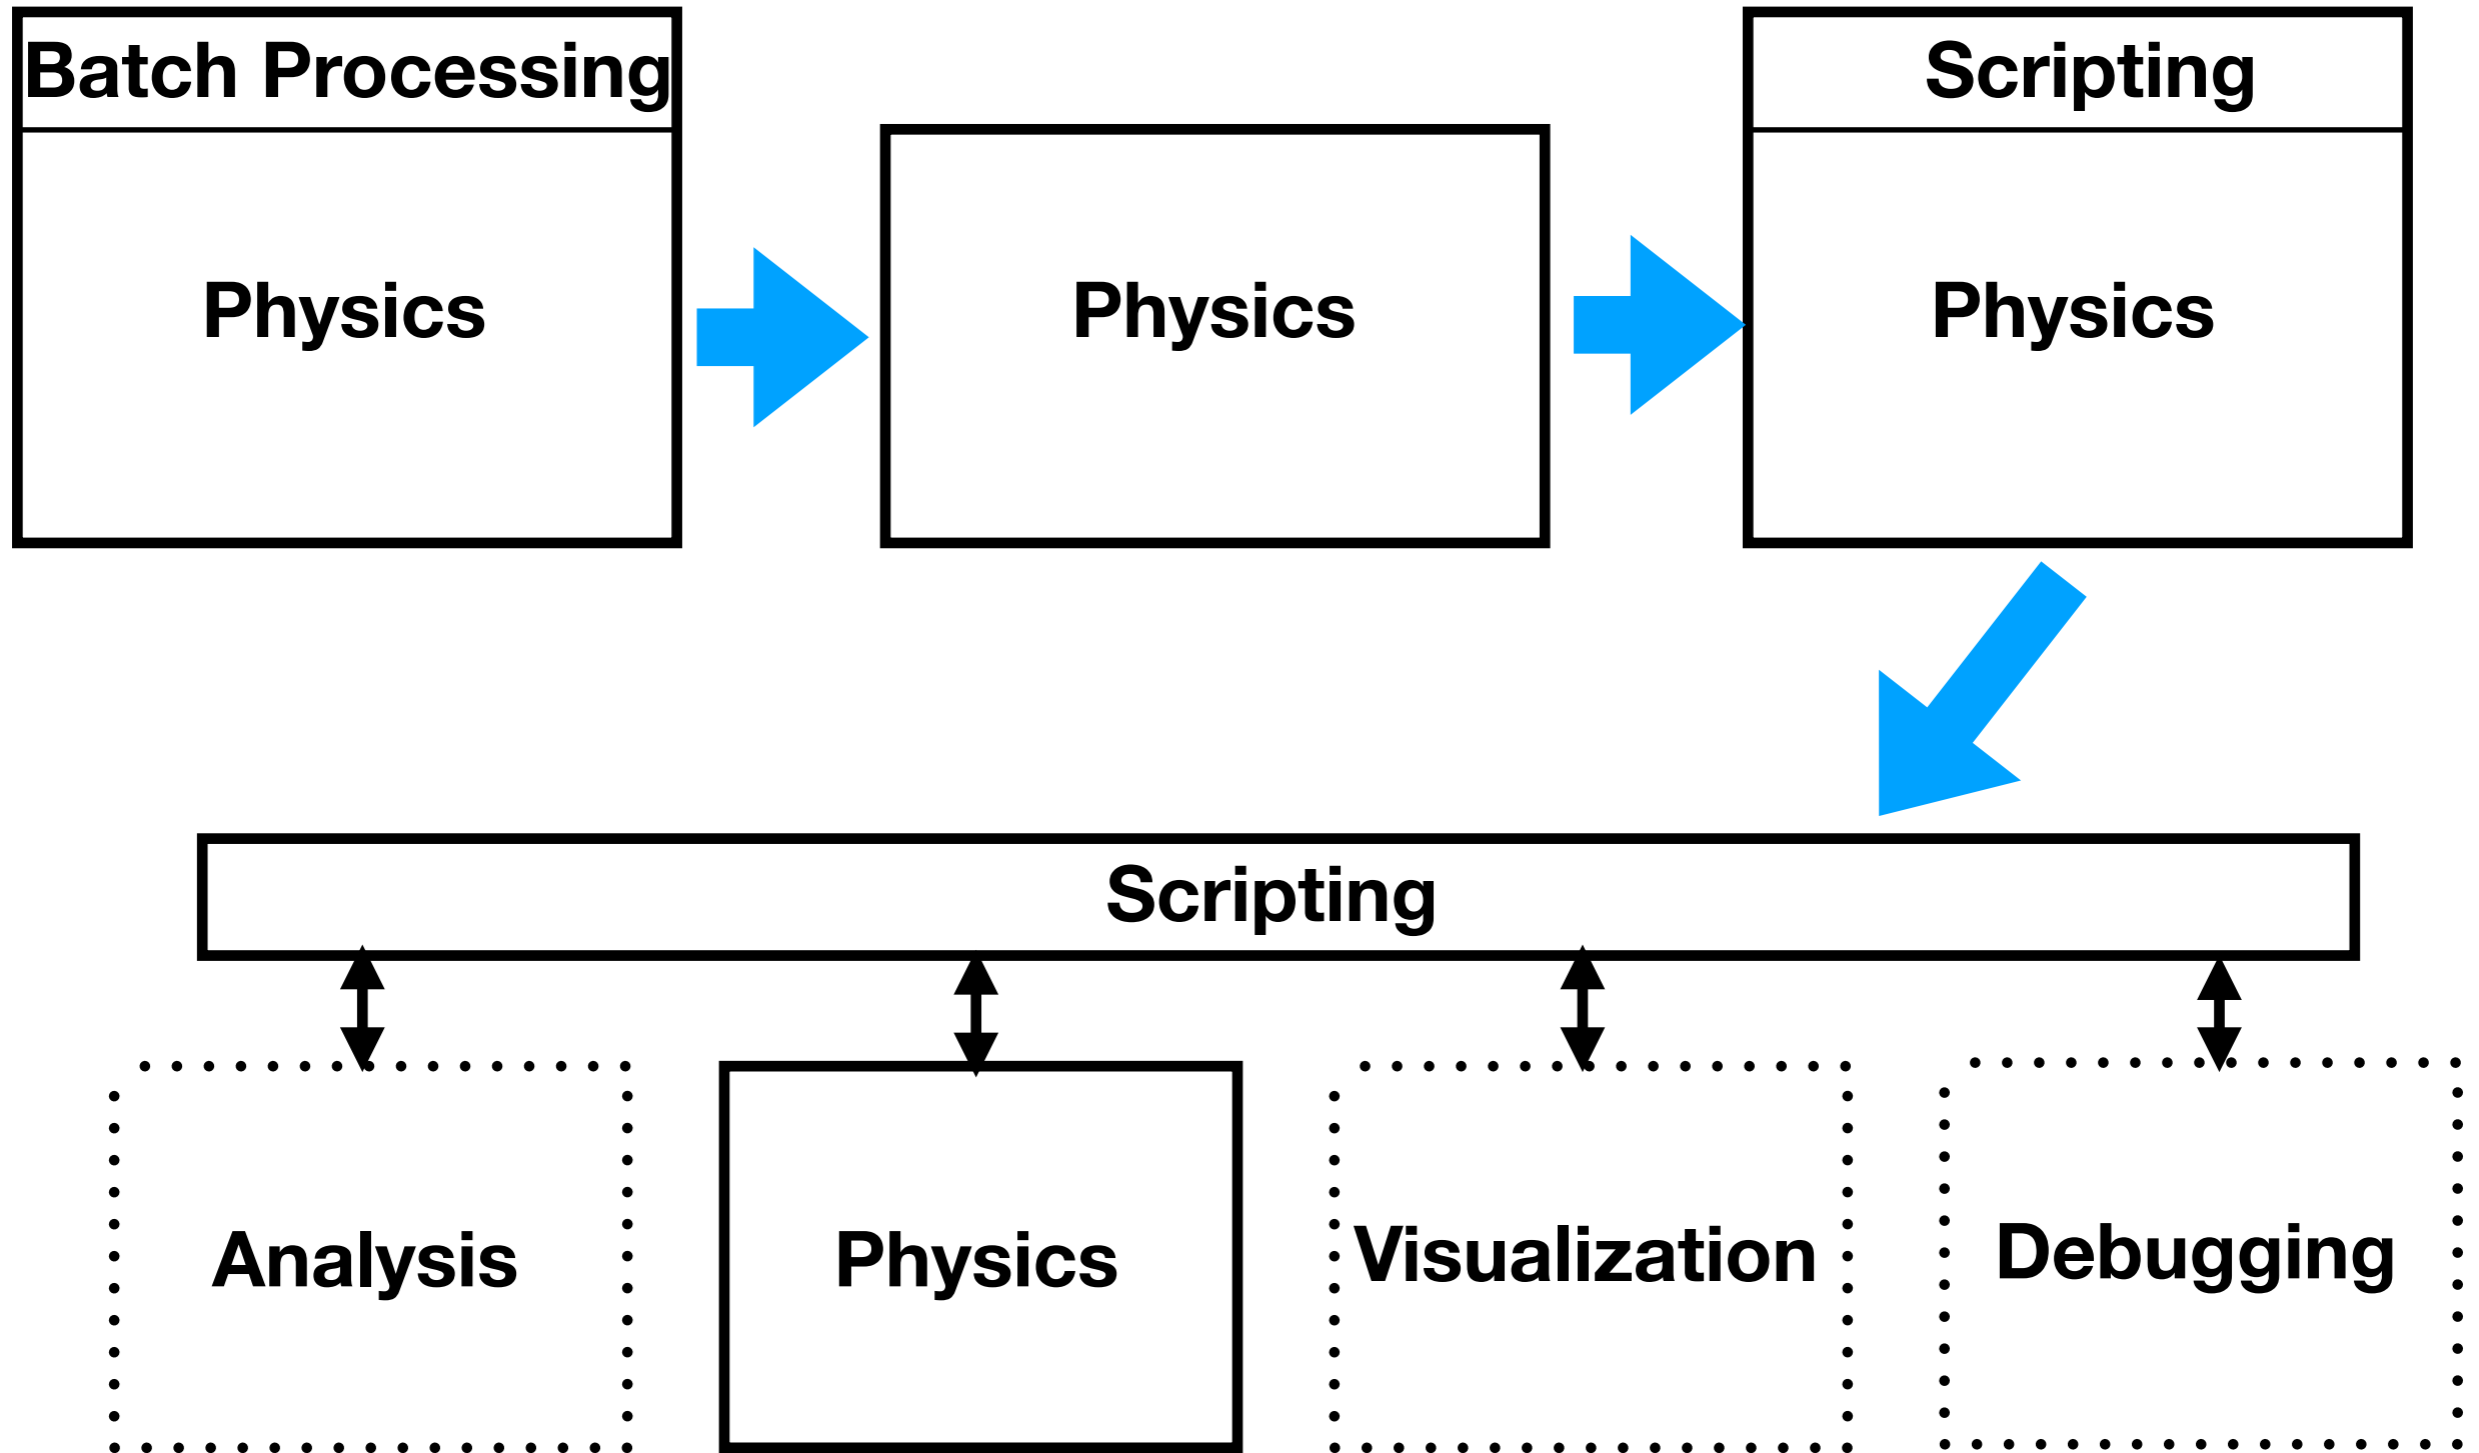 Batch Processing
Physics
Physics
Scripting
Physics
Scripting
Analysis
Physics
Visualization
Debugging